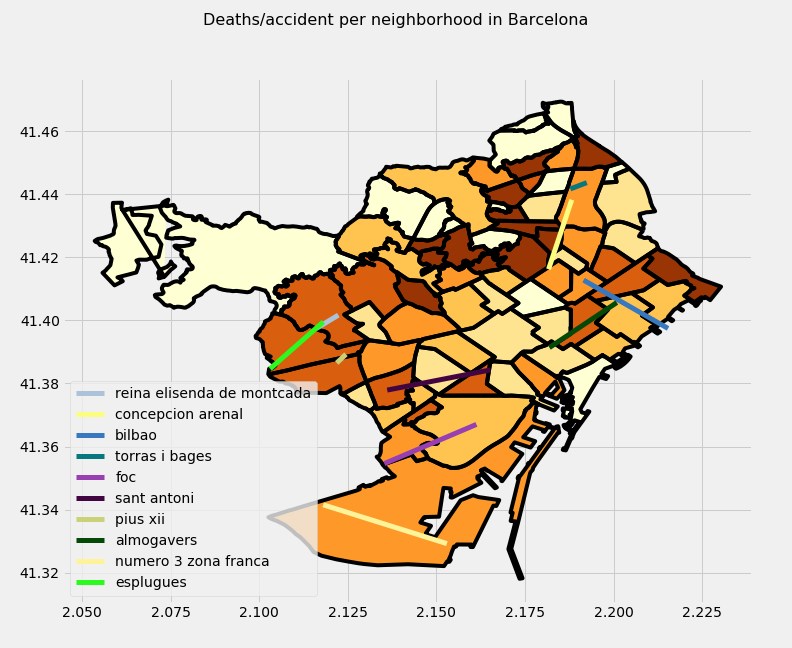 Deaths/accident per neighborhood in Barcelona
41.46
41.44
41.42
41.40
41.38
41.36
41.34
41.32
reina elisenda de montcada
concepcion arenal
bilbao
torras i bages
foc
sant antoni
pius xii
almogavers
numero 3 zona franca
esplugues
2.050 2.075 2.100 2.125 2.150 2.175 2.200 2.225